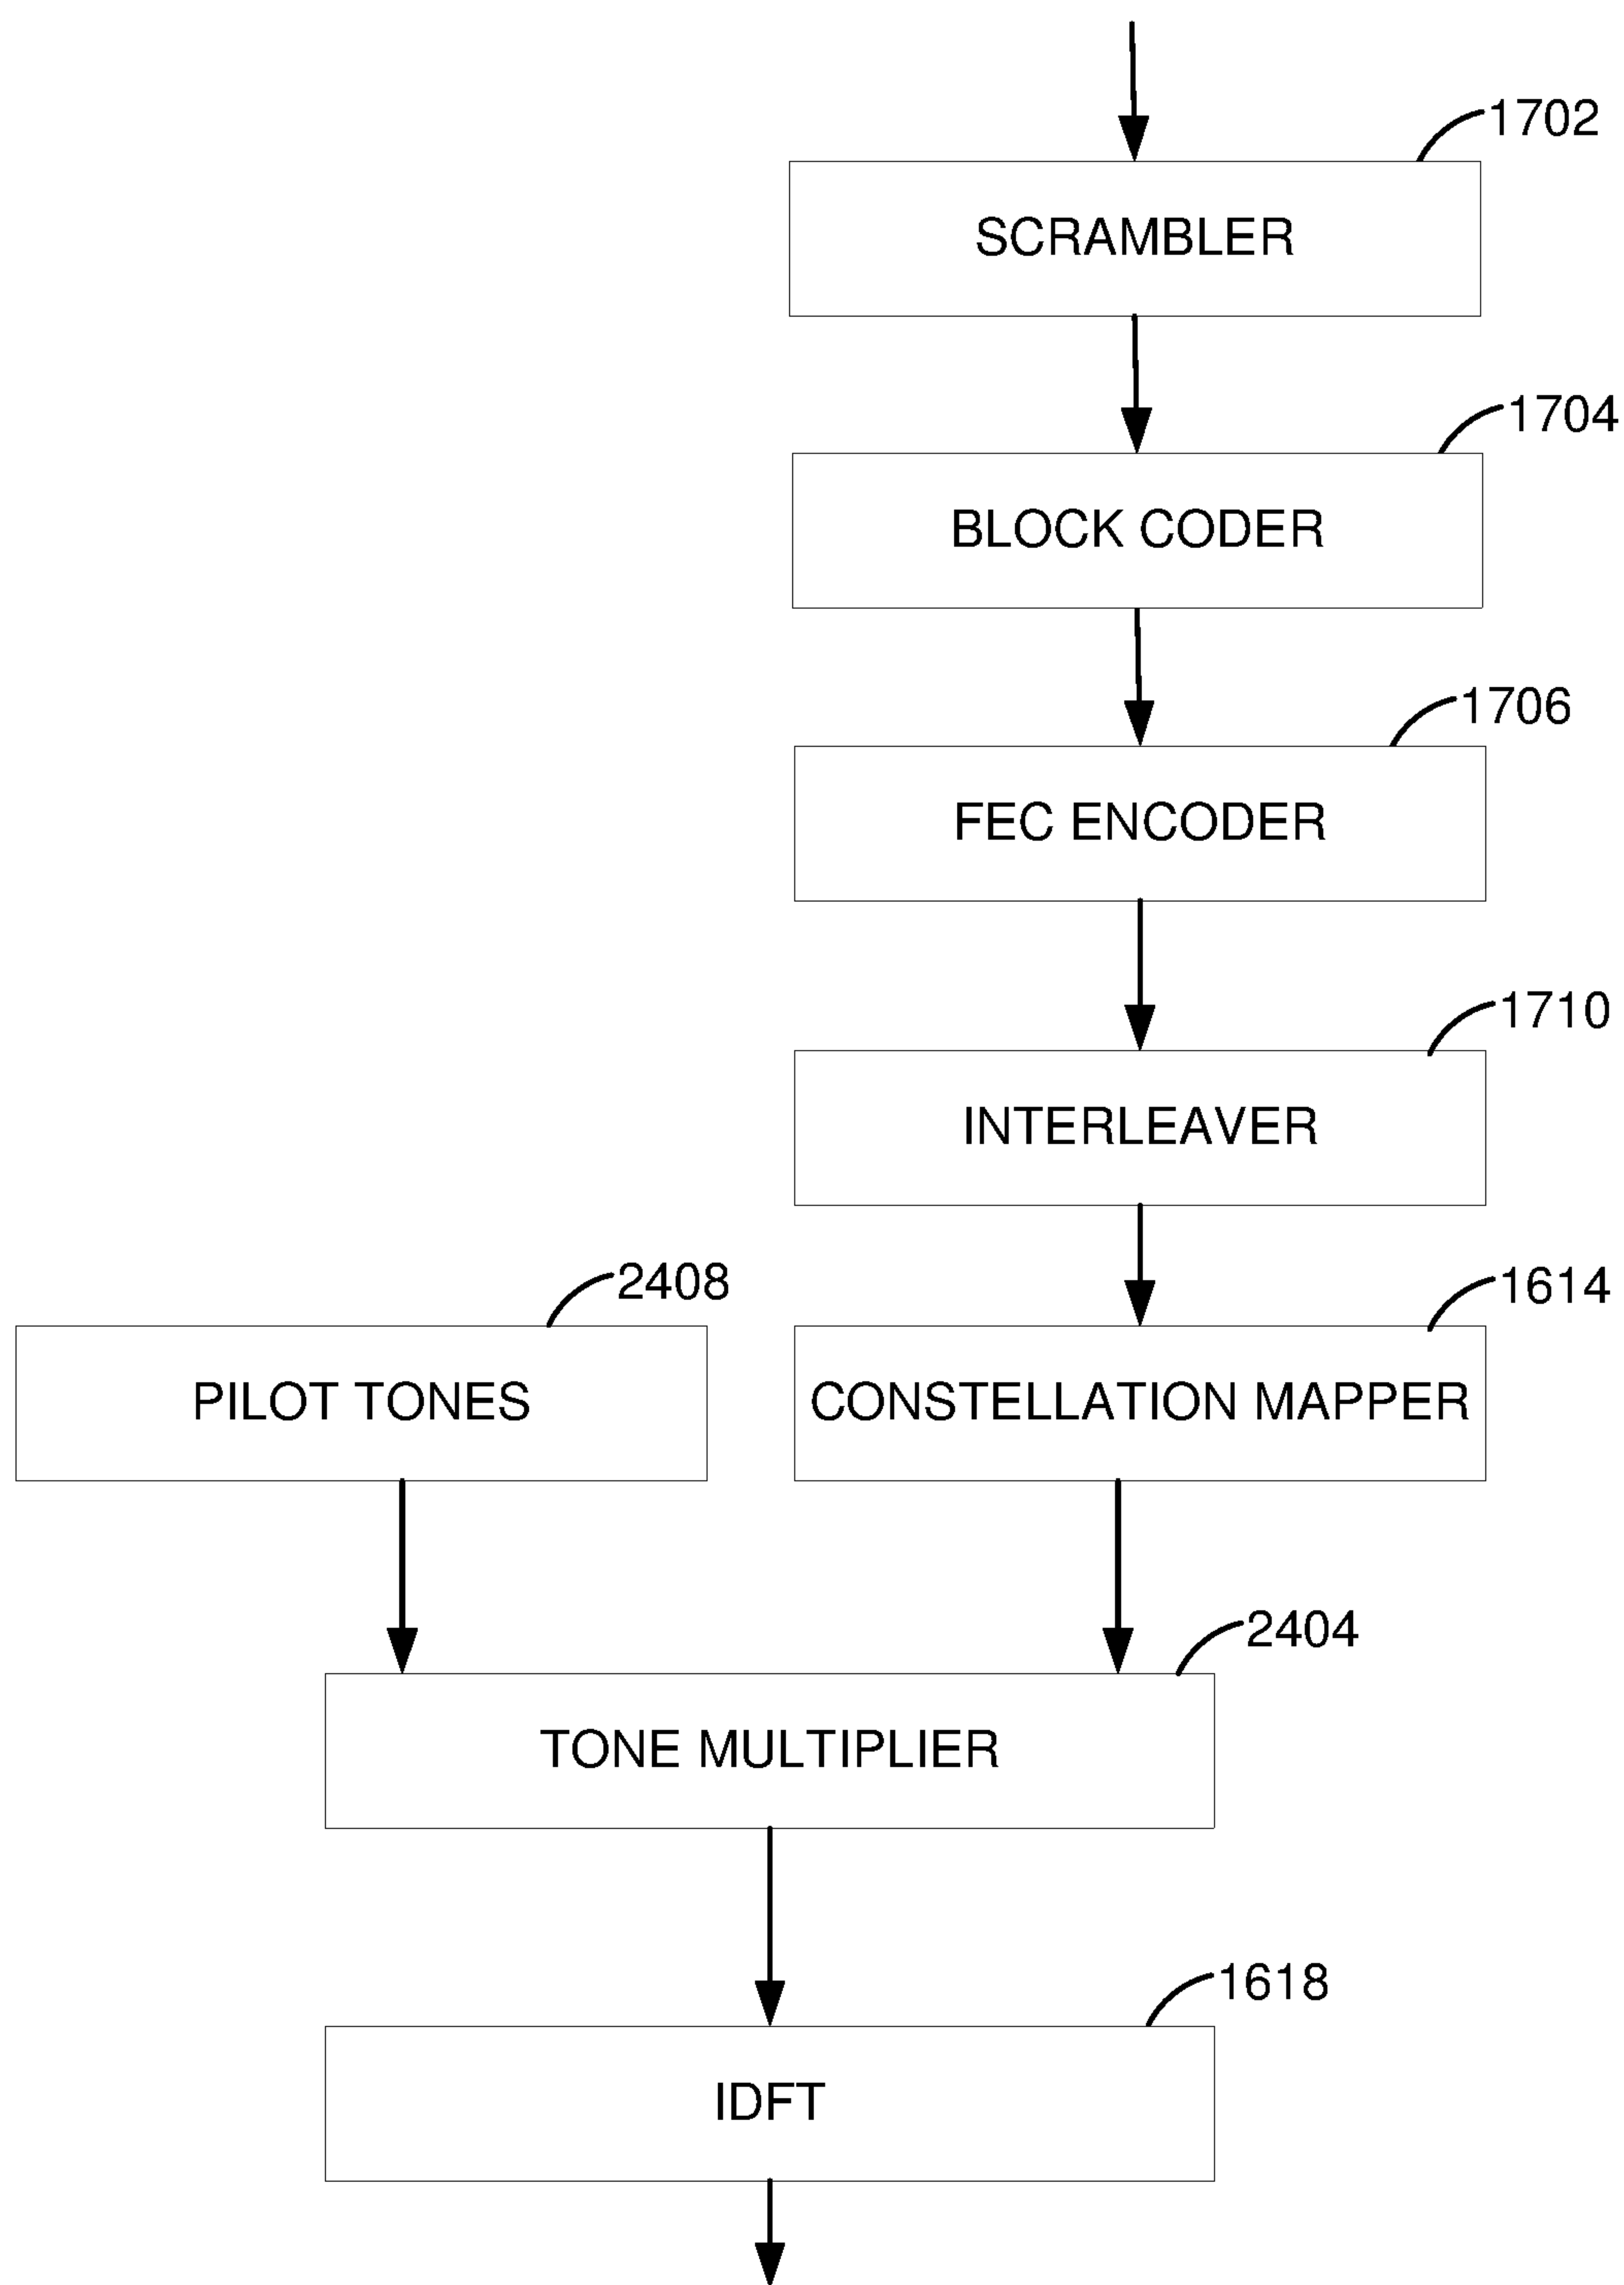 1702
SCRAMBLER
1704
BLOCK CODER
1706
FEC ENCODER
1710
INTERLEAVER
2408
1614
PILOT TONES
CONSTELLATION MAPPER
2404
TONE MULTIPLIER
1618
IDFT